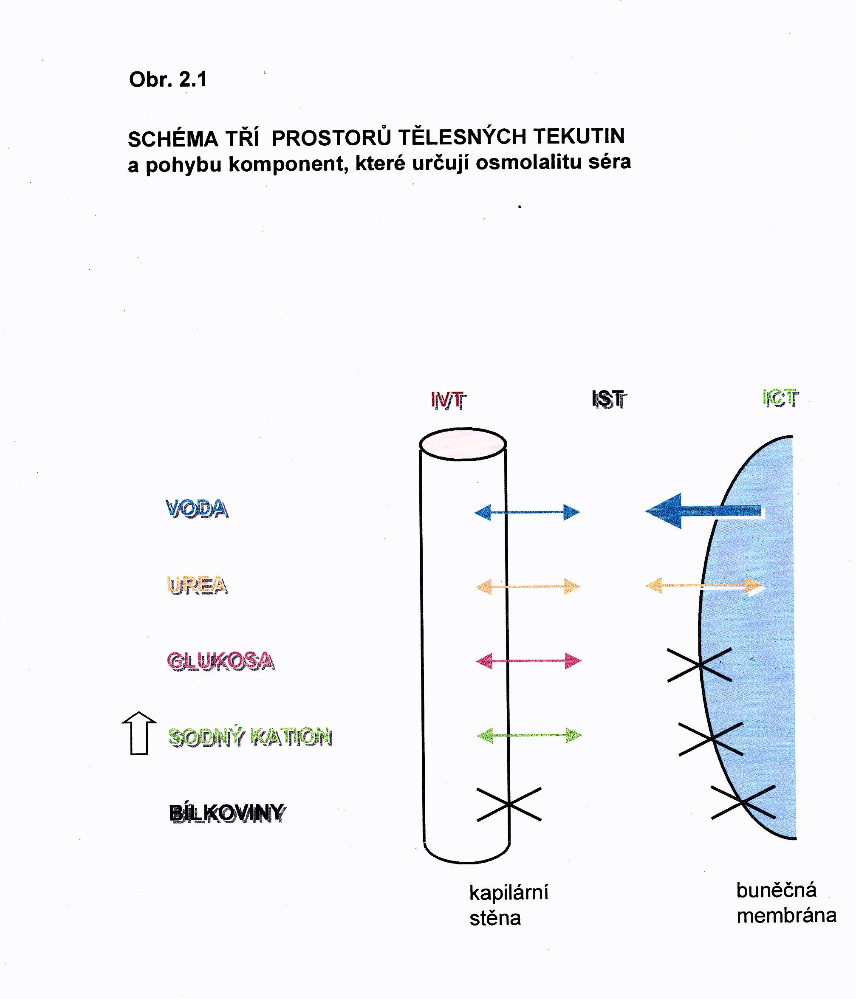 Obr. 2.1
SCHÉMA TŘÍ PROSTORŮ TĚLESNÝCH TEKUTIN
a pohybu komponent, které určují osmolalitu séra
IVT IST ICT
VODA
UREA
GLUKOSA
SODNÝ KATION
BÍLKOVINY
kapilární
stěna
buněčná
membrána